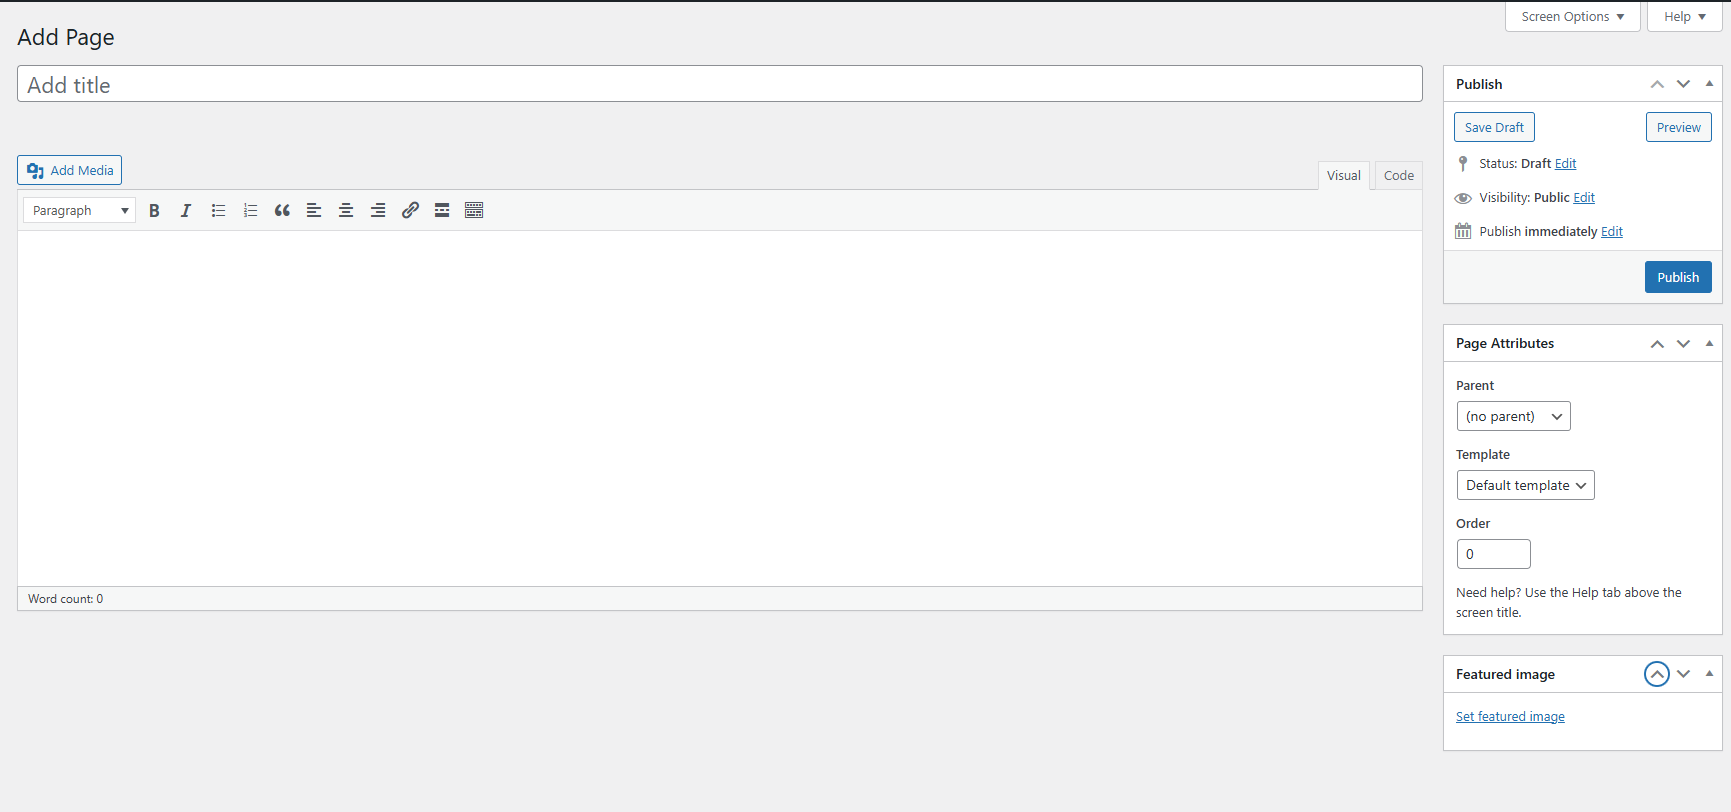 Screen Options
Help
Add Page
Add title
Add Media
Visual
Code
Paragraph
B
I
Word count: 0
Publish
Save Draft
Preview
Status: Draft Edit
Visibility: Public Edit
Publish immediately Edit
Publish
Page Attributes
Parent
(no parent)
Template
Default template
Order
0
Need help? Use the Help tab above the
screen title.
Featured image
Set featured image